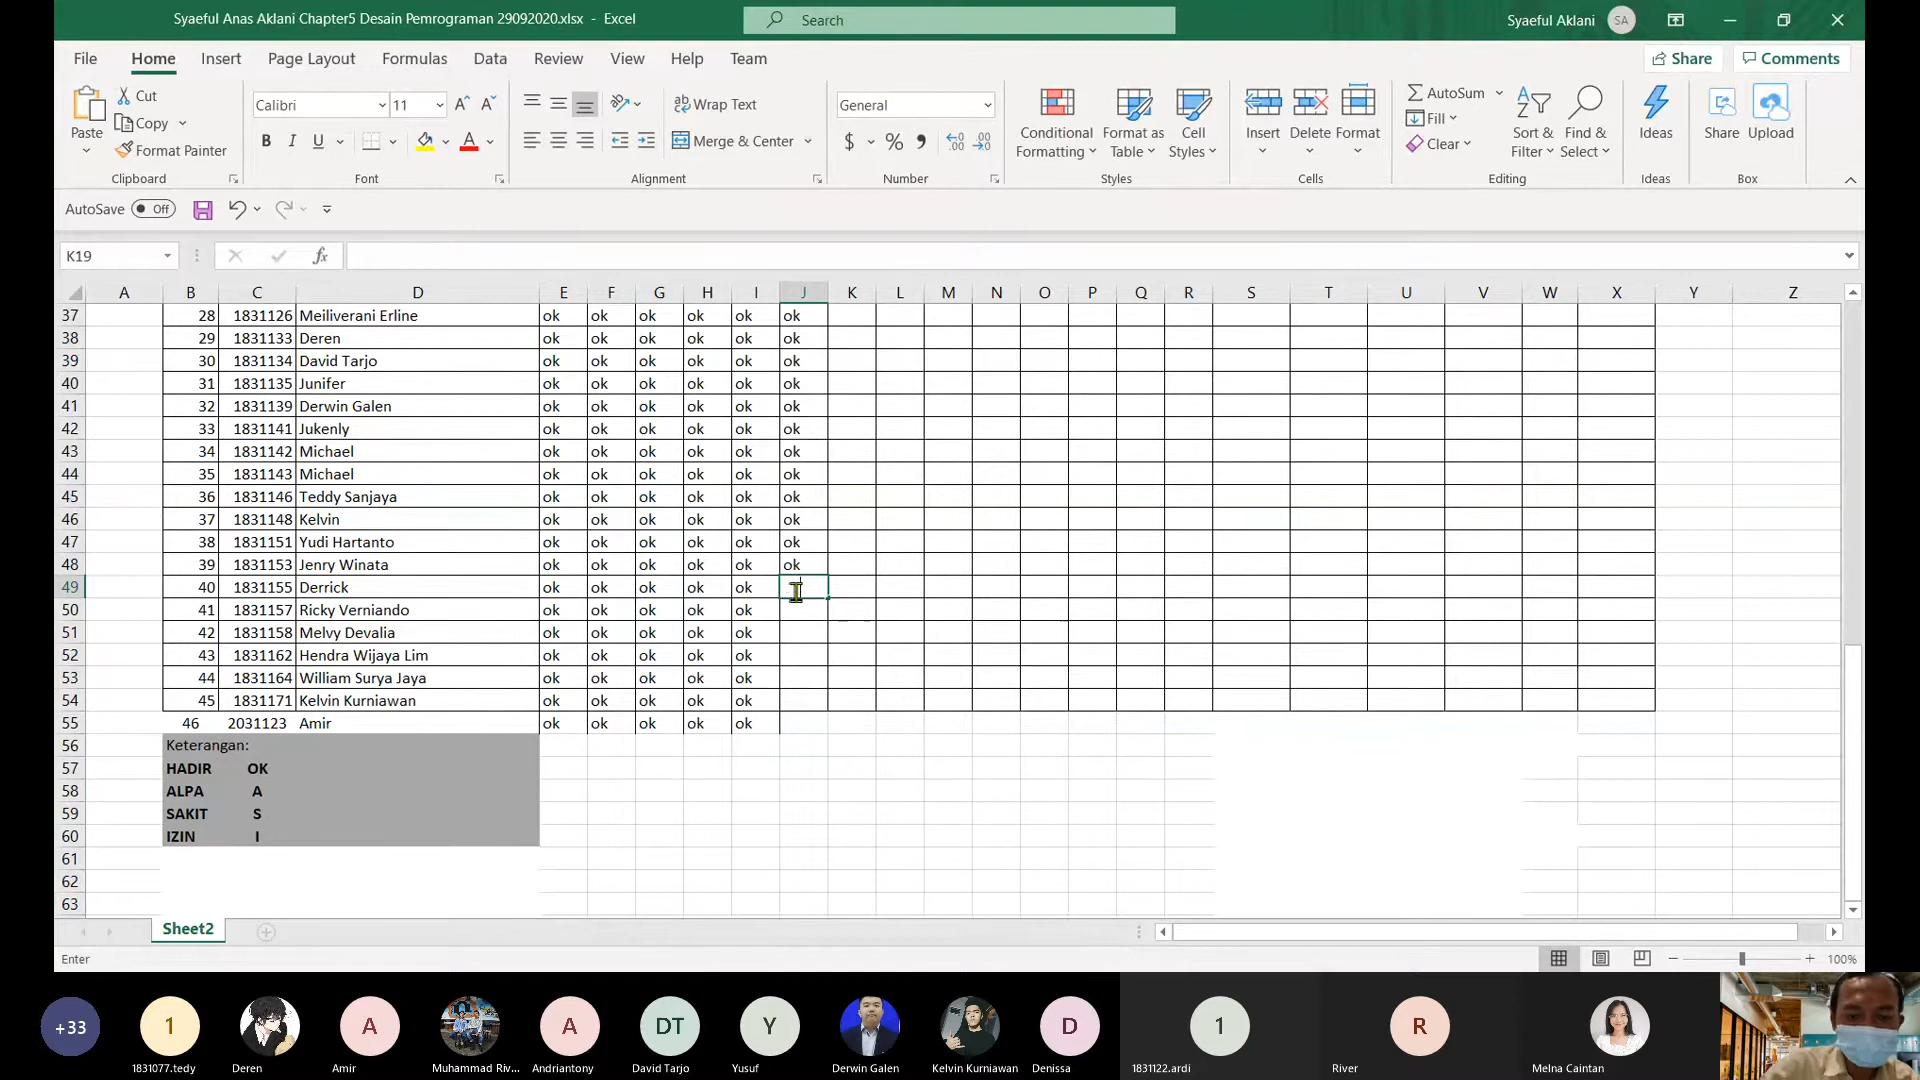 Syaeful Anas Aklani Chapter5 Desain Pemrograman 29092020.xlsx - Excel
Search
Syaeful Aklani SA
File Home Insert Page Layout Formulas Data Review View Help Team
Share Comments
Paste
Cut
Copy
Format Painter
Clipboard
Calibri 11
B I U
Font
Wrap Text
Merge & Center
Alignment
General
$ % 9
Number
Conditional Formatting
Format as Table
Cell Styles
Styles
Insert Delete Format
Cells
AutoSum
Fill
Clear
Sort & Filter
Find & Select
Editing
Ideas
Ideas
Share Upload
Box
AutoSave Off
K19 fx
A B C D E F G H I J K L M N O P Q R S T U V W X Y Z
37 28 1831126 Meiliverani Erline ok ok ok ok ok ok
38 29 1831133 Deren ok ok ok ok ok ok
39 30 1831134 David Tarjo ok ok ok ok ok ok
40 31 1831135 Junifer ok ok ok ok ok ok
41 32 1831139 Derwin Galen ok ok ok ok ok ok
42 33 1831141 Jukenly ok ok ok ok ok ok
43 34 1831142 Michael ok ok ok ok ok ok
44 35 1831143 Michael ok ok ok ok ok ok
45 36 1831146 Teddy Sanjaya ok ok ok ok ok ok
46 37 1831148 Kelvin ok ok ok ok ok ok
47 38 1831151 Yudi Hartanto ok ok ok ok ok ok
48 39 1831153 Jenry Winata ok ok ok ok ok ok
49 40 1831155 Derrick ok ok ok ok ok
50 41 1831157 Ricky Verniando ok ok ok ok ok
51 42 1831158 Melvy Devalia ok ok ok ok ok
52 43 1831162 Hendra Wijaya Lim ok ok ok ok ok
53 44 1831164 William Surya Jaya ok ok ok ok ok
54 45 1831171 Kelvin Kurniawan ok ok ok ok ok
55 46 2031123 Amir ok ok ok ok ok
56 Keterangan:
57 HADIR OK
58 ALPA A
59 SAKIT S
60 IZIN I
61
62
63
Sheet2
Enter
100%
+33 1 A A DT Y D 1 R
1831077.tedy Deren Amir Muhammad Riv... Andriantony David Tarjo Yusuf Derwin Galen Kelvin Kurniawan Denissa 1831122.ardi River Melna Caintan